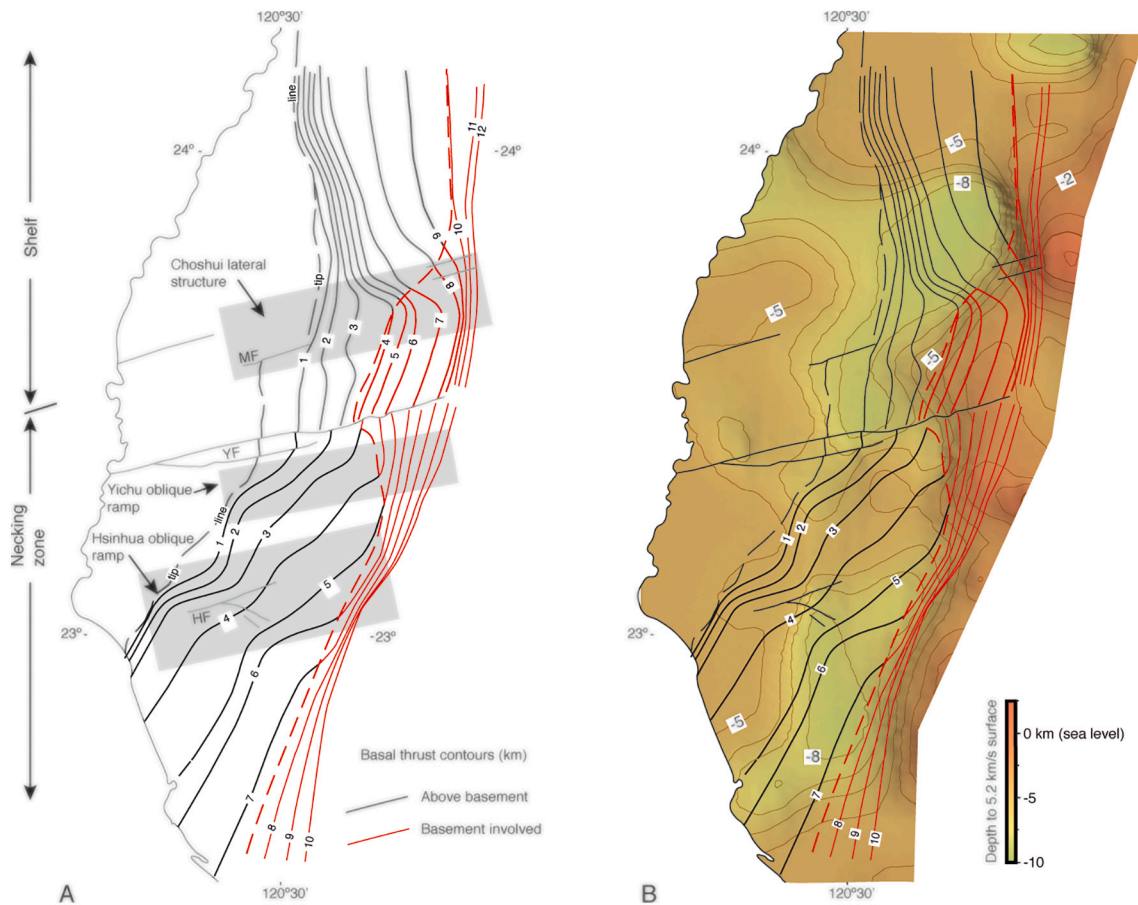 120°30'
Shelf
Necking
zone
line
24°
24°
11
12
9
10
Choshui lateral
structure
tip
8
7
6
5
4
3
2
1
MF
YF
Yichu oblique
ramp
line
Hsinhua oblique
ramp
tip
1
2
3
5
4
HF
23°
23°
6
7
8
9
10
Basal thrust contours (km)
Above basement
Basement involved
A
120°30'
120°30'
24°
-5
-8
-2
-5
-5
1
2
3
5
4
23°
6
-5
-8
7
8
9
10
Depth to 5.2 km/s surface
0 km (sea level)
-5
-10
B
120°30'